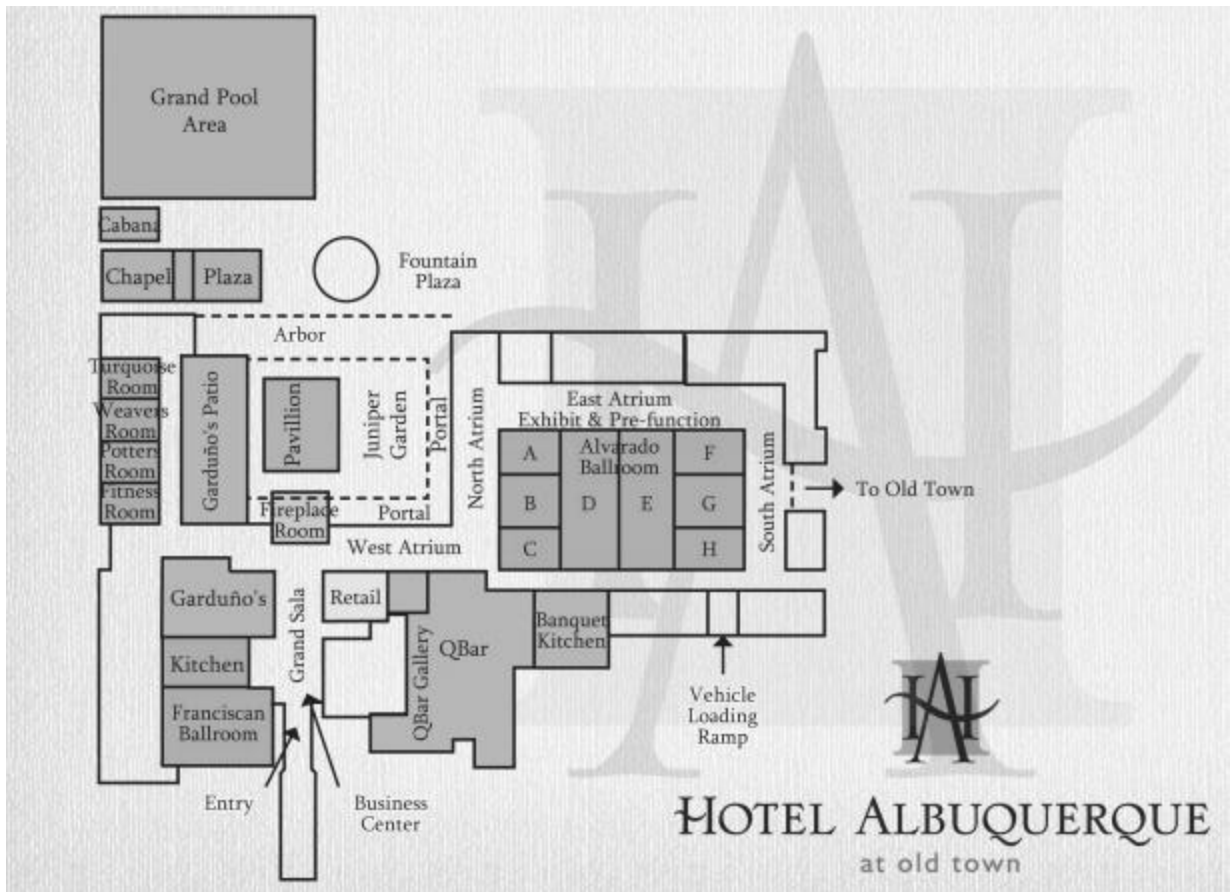 Grand Pool
Area
Cabana
Chapel
Plaza
Fountain
Plaza
Arbor
Turquoise
Room
Weavers
Room
Potters
Room
Fitness
Room
Garduño's Patio
Pavillion
Juniper
Garden
Portal
Fireplace
Room
Portal
North Atrium
East Atrium
Exhibit & Pre-function
Alvarado
Ballroom
A
B
C
D
E
F
G
H
South Atrium
To Old Town
West Atrium
Garduño's
Kitchen
Franciscan
Ballroom
Grand Sala
Retail
QBar Gallery
QBar
Banquet
Kitchen
Vehicle
Loading
Ramp
Entry
Business
Center
HA
HOTEL ALBUQUERQUE
at old town